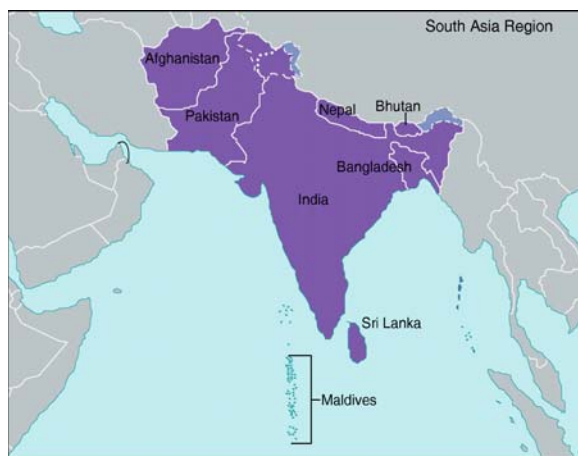 South Asia Region
Afghanistan
Pakistan
Nepal
Bhutan
Bangladesh
India
Sri Lanka
Maldives